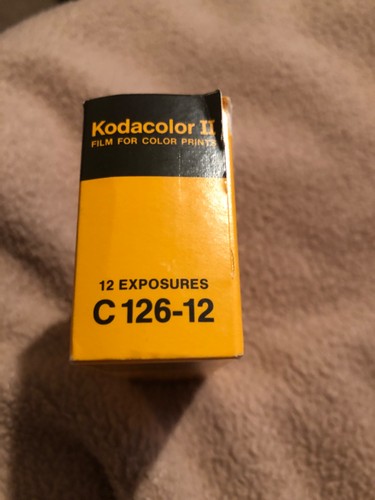 Kodacolor II
FILM FOR COLOR PRINTS
12 EXPOSURES
C 126-12